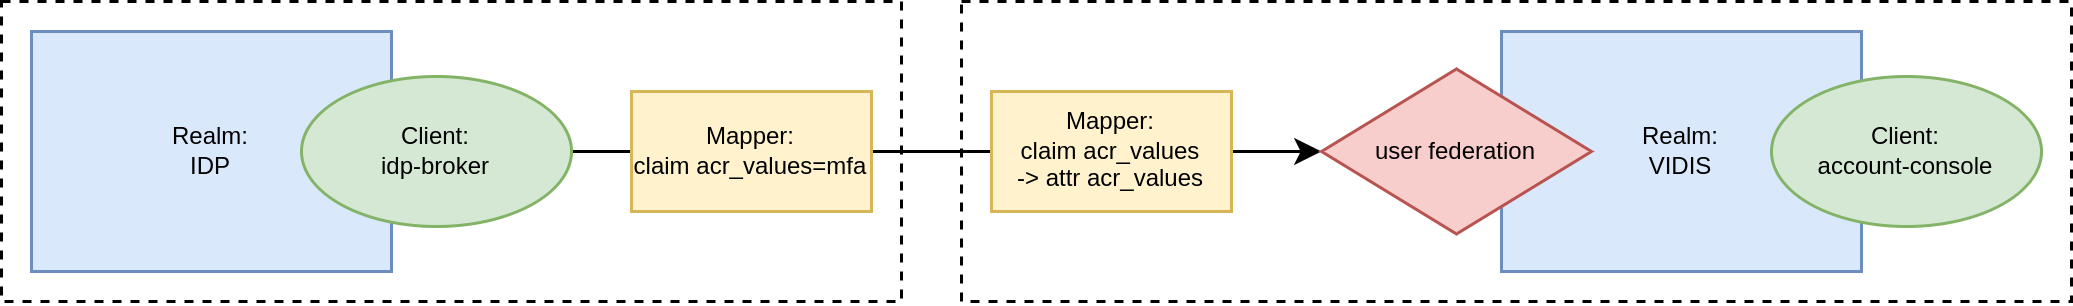 Realm:
IDP
Client:
idp-broker
Mapper:
claim acr_values=mfa
Mapper:
claim acr_values
-> attr acr_values
user federation
Realm:
VIDIS
Client:
account-console